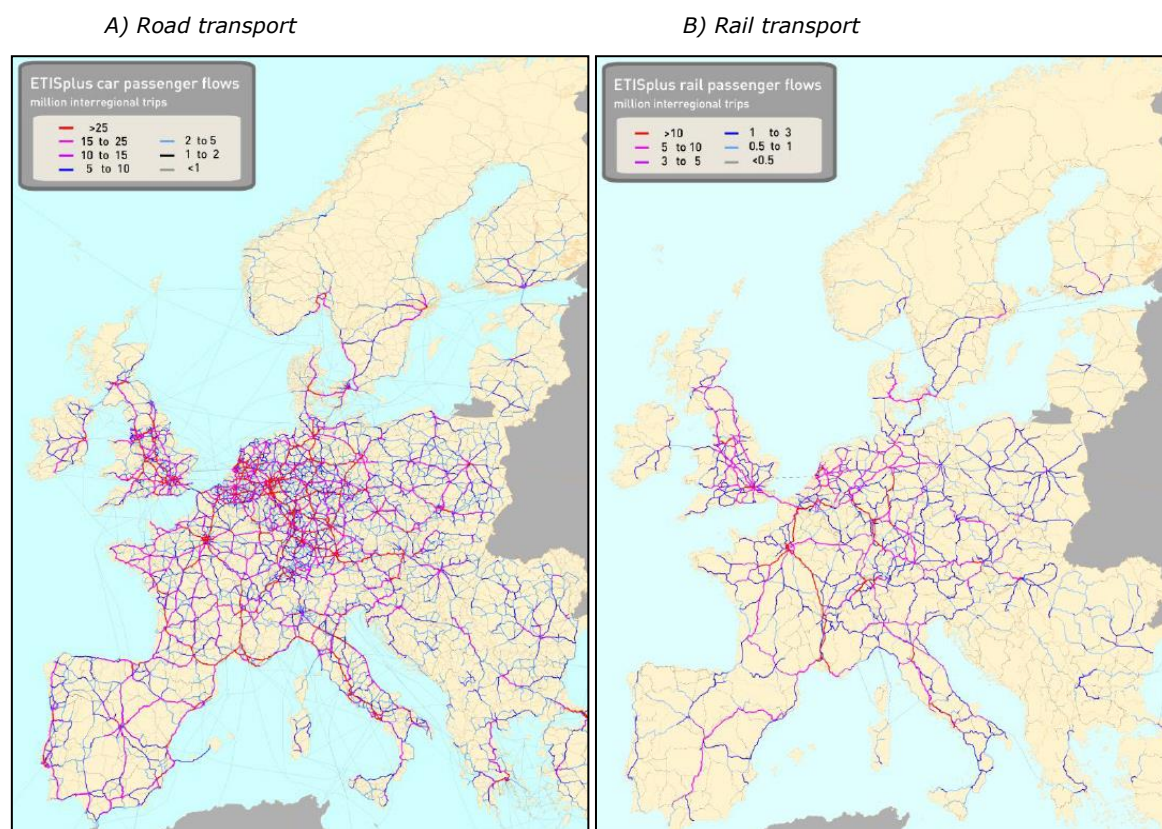 A) Road transport
B) Rail transport
ETISplus car passenger flows
million interregional trips
>25
15 to 25
10 to 15
5 to 10
2 to 5
1 to 2
<1
ETISplus rail passenger flows
million interregional trips
>10
5 to 10
3 to 5
1 to 3
0.5 to 1
<0.5